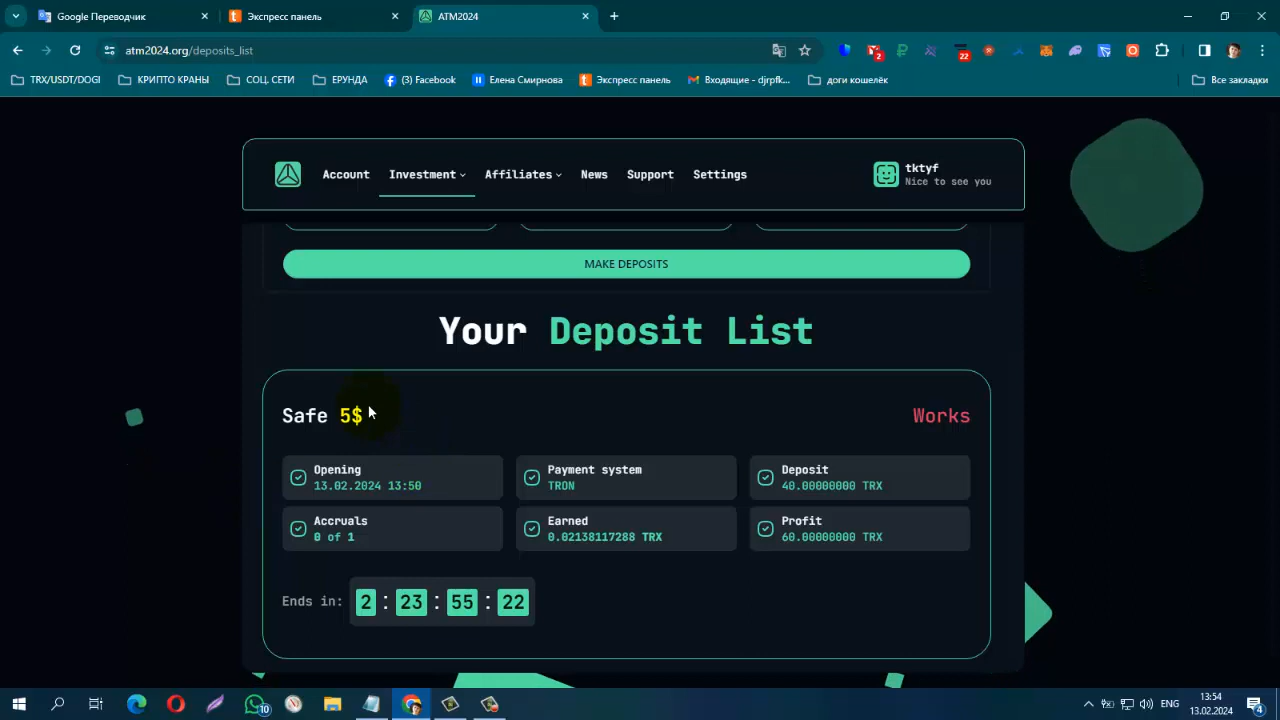 Google Переводчик
Экспресс панель
ATM2024
atm2024.org/deposits_list
2
22
TRX/USDT/DOGI
КРИПТО КРАНЫ
СОЦ. СЕТИ
ЕРУНДА
(3) Facebook
Елена Смирнова
Экспресс панель
Входящие - djrpfk...
доги кошелёк
Все закладки
Account
Investment
Affiliates
News
Support
Settings
tktyf
Nice to see you
MAKE DEPOSITS
Your Deposit List
Safe 5$
Works
Opening
13.02.2024 13:50
Payment system
TRON
Deposit
40.00000000 TRX
Accruals
0 of 1
Earned
0.02138117288 TRX
Profit
60.00000000 TRX
Ends in: 2 : 23 : 55 : 22
10
ENG
13:54
13.02.2024
4